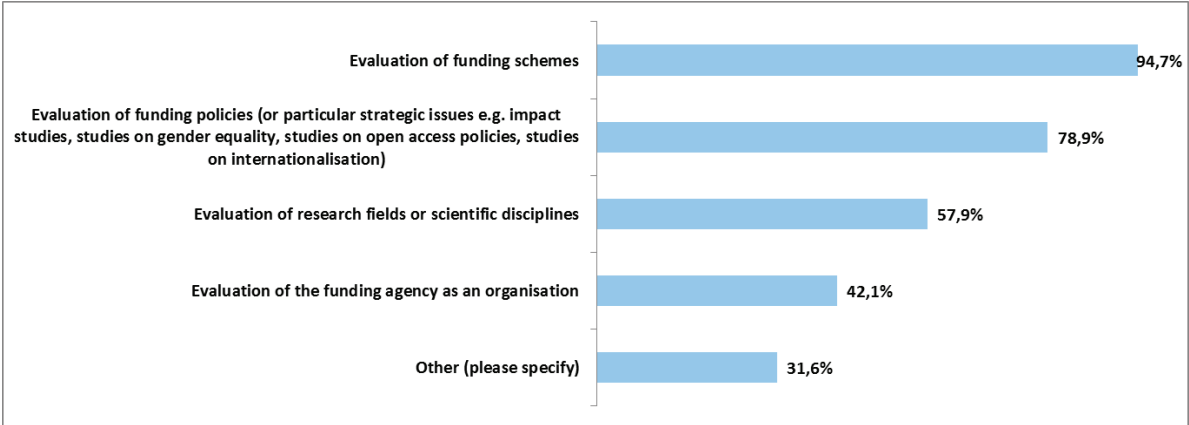 Evaluation of funding schemes
94,7%
Evaluation of funding policies (or particular strategic issues e.g. impact
studies, studies on gender equality, studies on open access policies, studies
on internationalisation)
78,9%
Evaluation of research fields or scientific disciplines
57,9%
Evaluation of the funding agency as an organisation
42,1%
Other (please specify)
31,6%